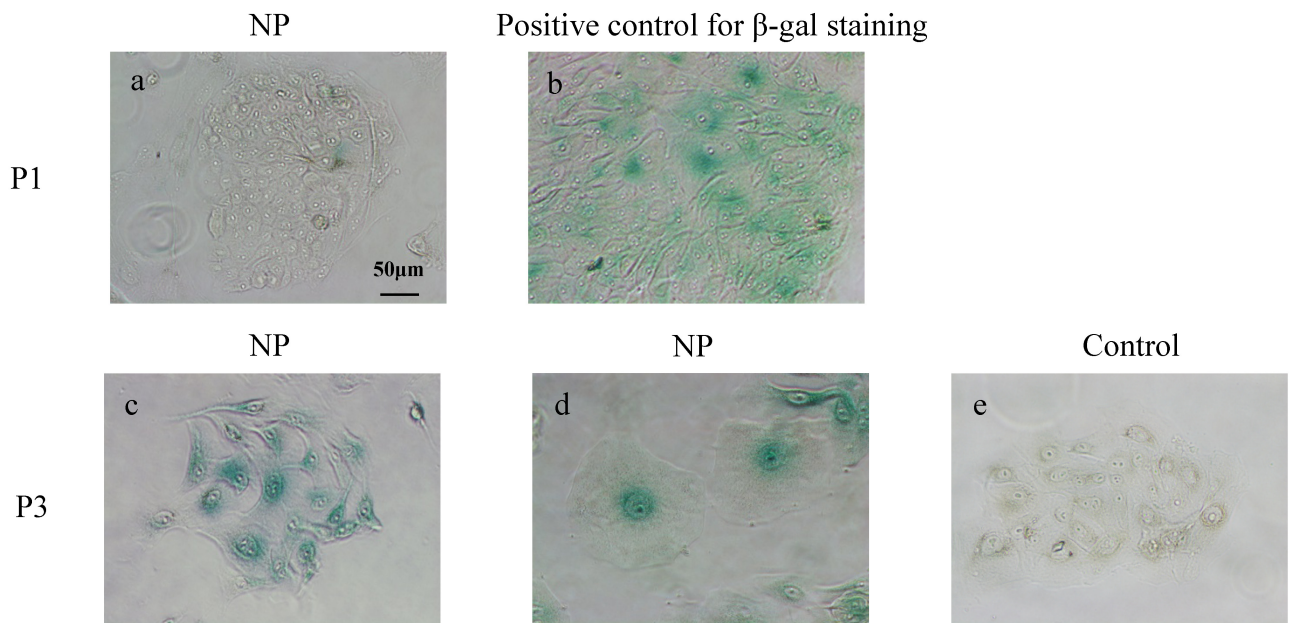 NP
Positive control for β-gal staining
a
b
P1
50μm
NP
NP
Control
c
d
e
P3